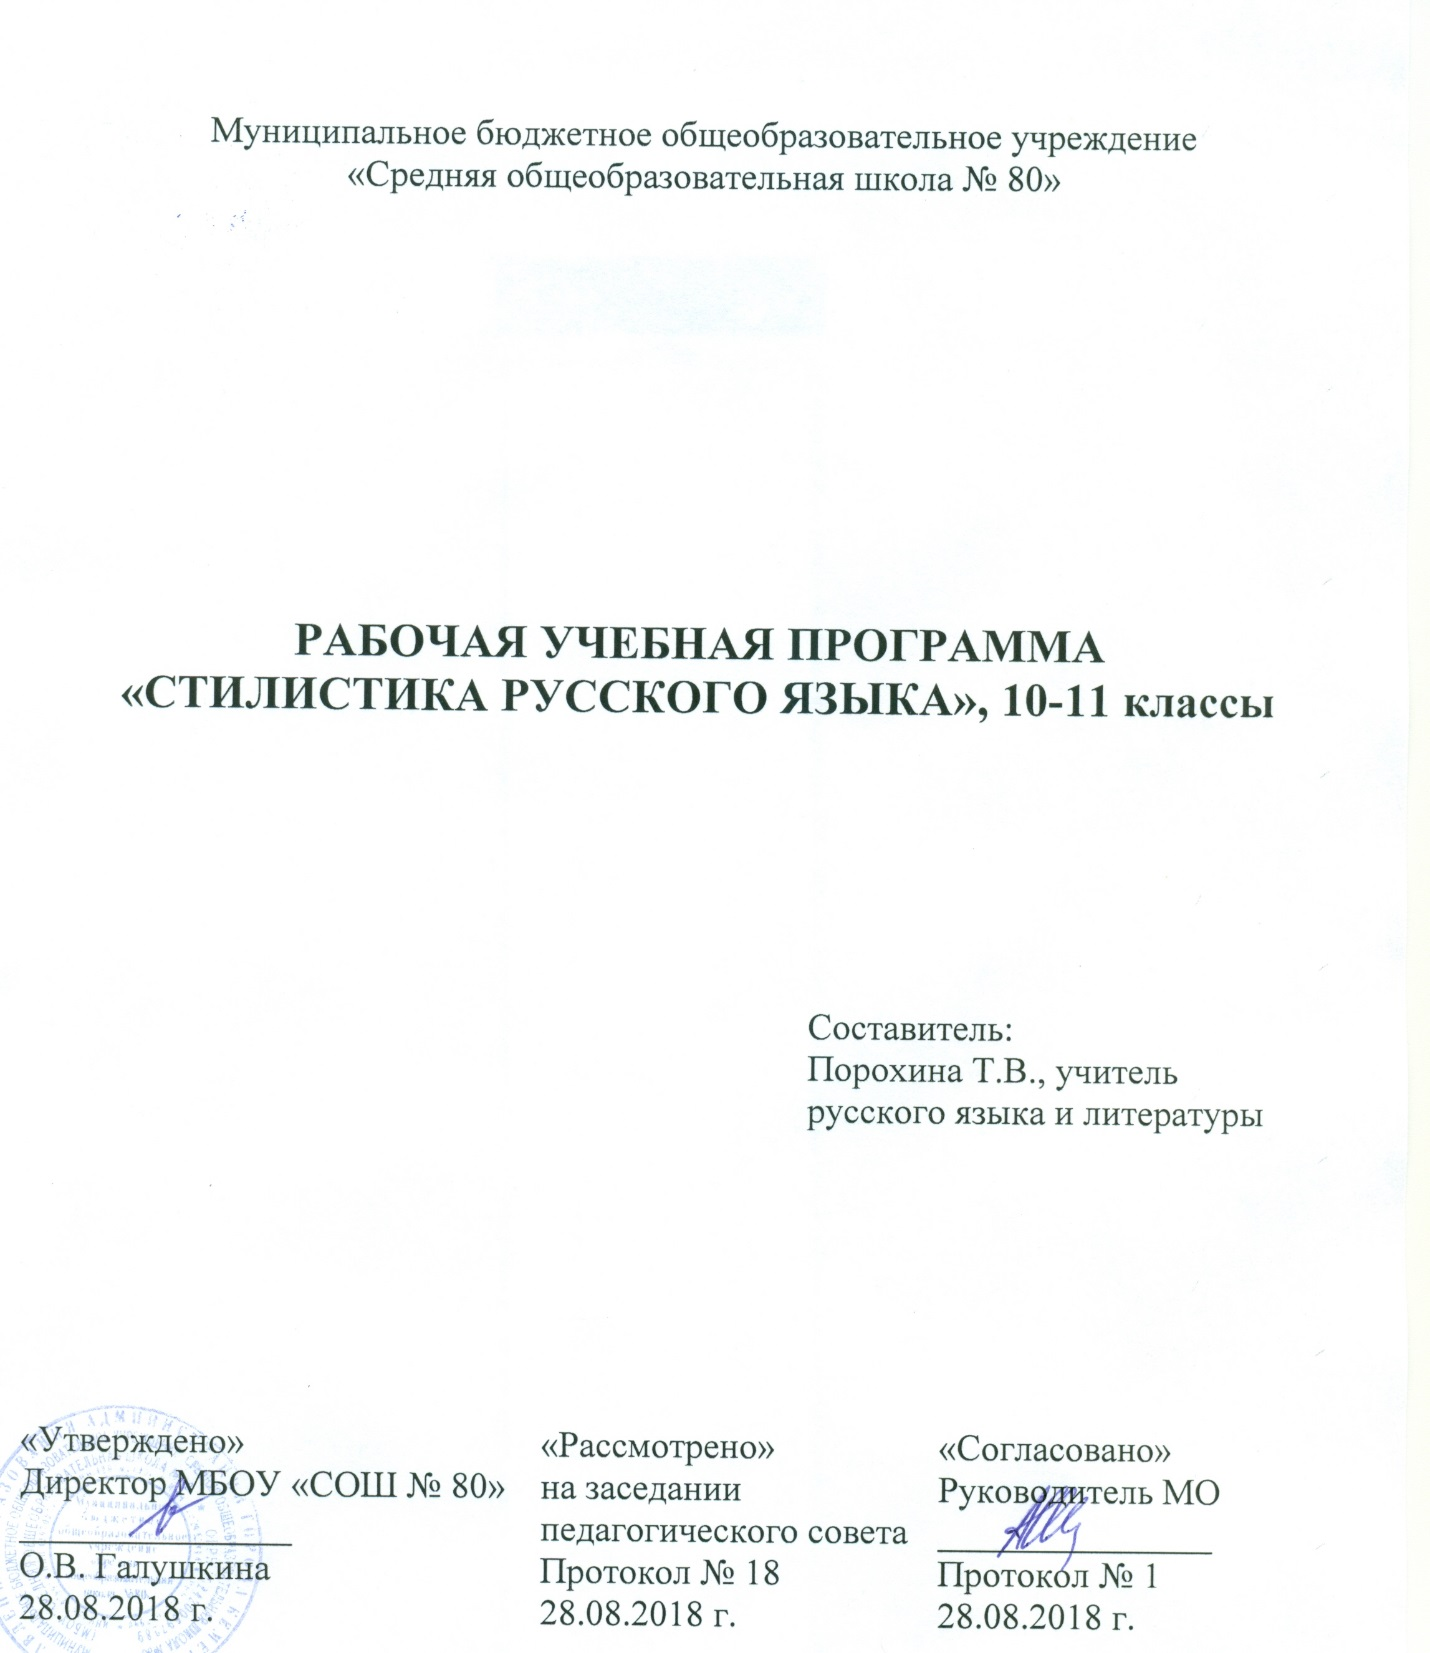 Муниципальное бюджетное общеобразовательное учреждение
«Средняя общеобразовательная школа № 80»
РАБОЧАЯ УЧЕБНАЯ ПРОГРАММА
«СТИЛИСТИКА РУССКОГО ЯЗЫКА», 10-11 классы
Составитель:
Порохина Т.В., учитель
русского языка и литературы
«Утверждено»
Директор МБОУ «СОШ № 80»
О.В. Галушкина
28.08.2018 г.
«Рассмотрено»
на заседании
педагогического совета
Протокол № 18
28.08.2018 г.
«Согласовано»
Руководитель МО
Протокол № 1
28.08.2018 г.